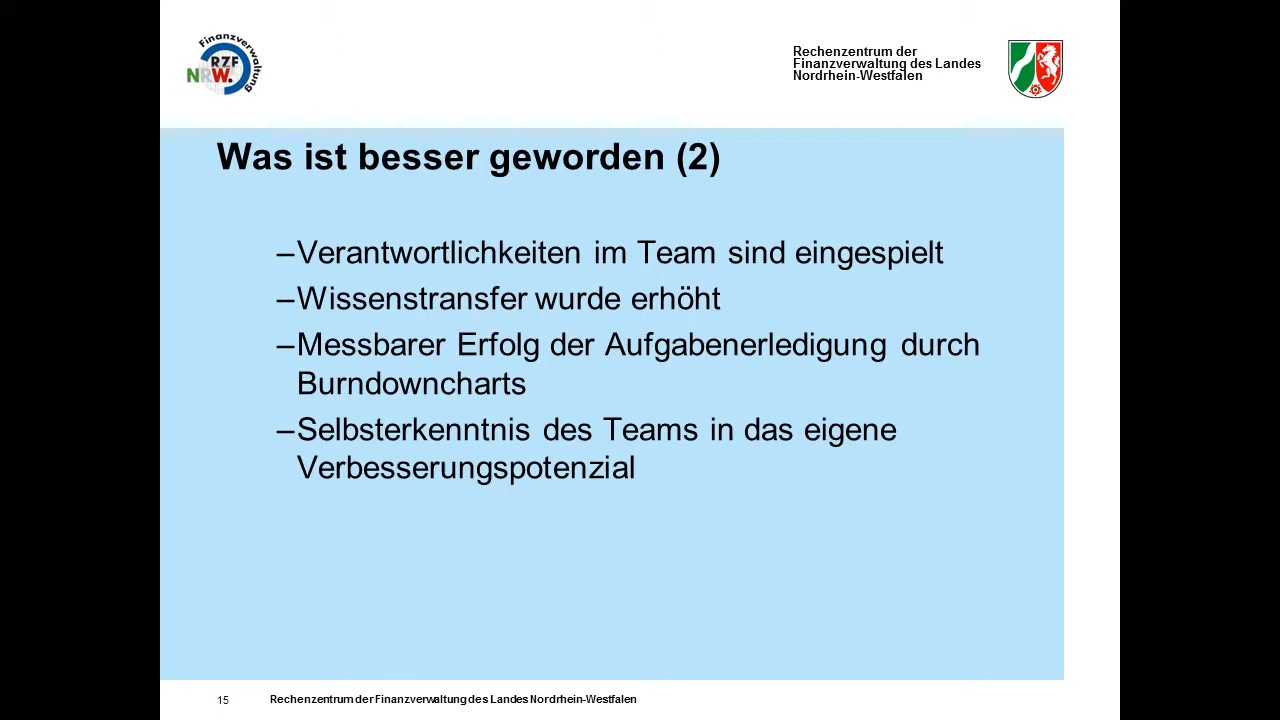 Finanzverwaltung
RZF
NRW.
Rechenzentrum der
Finanzverwaltung des Landes
Nordrhein-Westfalen
Was ist besser geworden (2)
–Verantwortlichkeiten im Team sind eingespielt
–Wissenstransfer wurde erhöht
–Messbarer Erfolg der Aufgabenerledigung durch
Burndowncharts
–Selbsterkenntnis des Teams in das eigene
Verbesserungspotenzial
15
Rechenzentrum der Finanzverwaltung des Landes Nordrhein-Westfalen